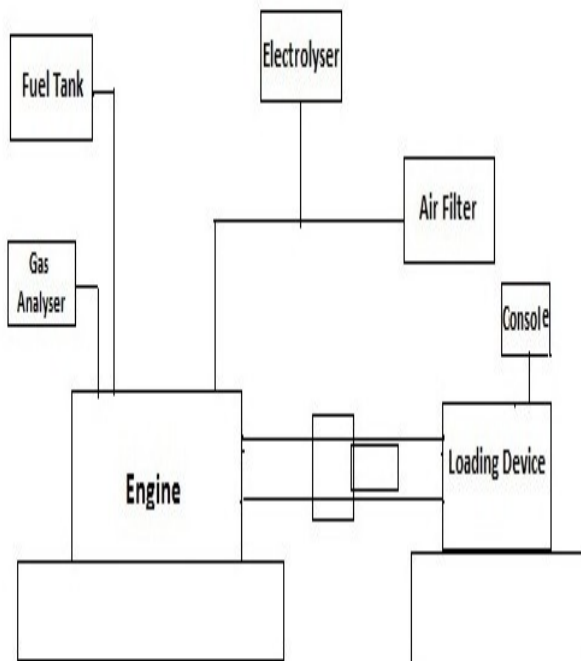 Electrolyser
Fuel Tank
Air Filter
Gas
Analyser
Console
Engine
Loading Device